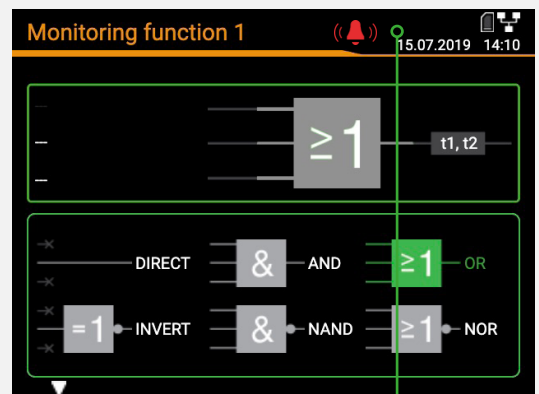 Monitoring function 1
15.07.2019 14:10
≥1
t1, t2
DIRECT
& AND
≥1 OR
=1 INVERT
& NAND
≥1 NOR